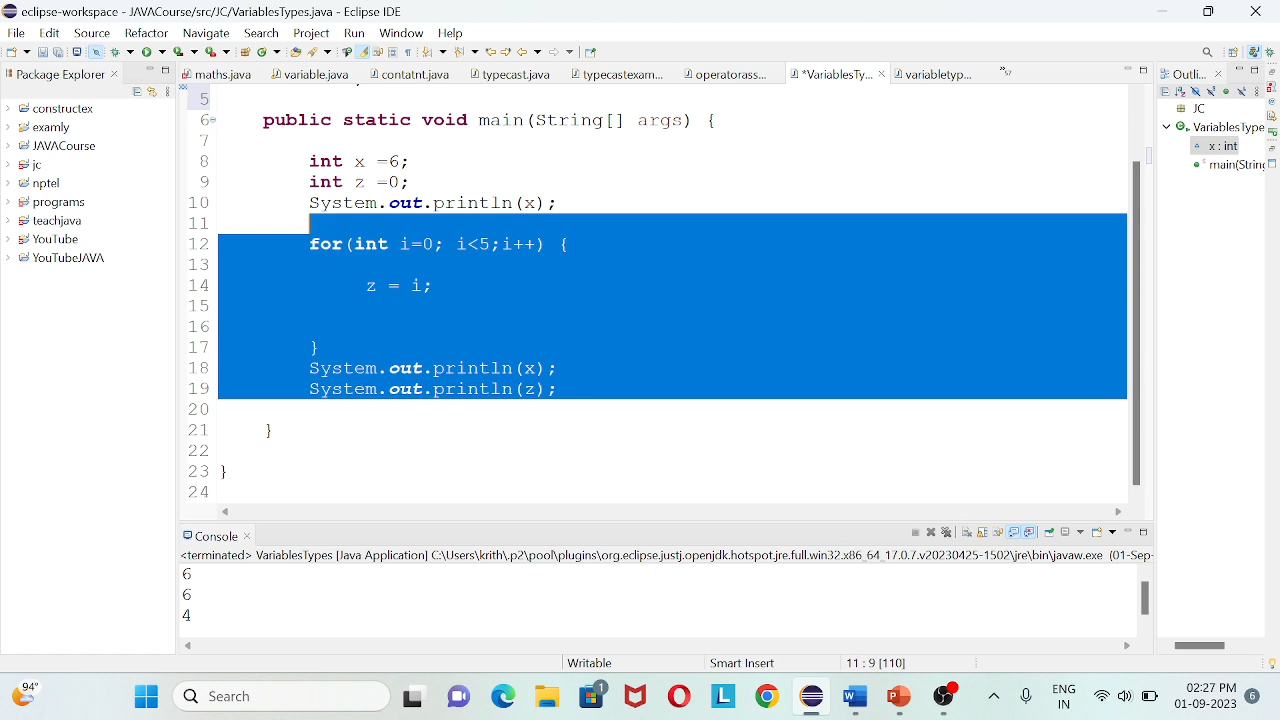 eclipse-workspace - JAVACourse/src/JC/VariablesTypes.java - Eclipse IDE
File Edit Source Refactor Navigate Search Project Run Window Help
Package Explorer
maths.java variable.java contatnt.java typecast.java typecastexam... operatorass... *VariablesTy... variabletyp... »57
Outli...
constructex
examly
JAVACourse
jc
nptel
programs
teachjava
YouTube
YouTubeJAVA
5
6 public static void main(String[] args) {
7
8 int x =6;
9 int z =0;
10 System.out.println(x);
11
12 for(int i=0; i<5;i++) {
13
14 z = i;
15
16
17 }
18 System.out.println(x);
19 System.out.println(z);
20
21 }
22
23 }
24
JC
VariablesType
x : int
main(String
Console
<terminated> VariablesTypes [Java Application] C:\Users\krith\.p2\pool\plugins\org.eclipse.justj.openjdk.hotspot.jre.full.win32.x86_64_17.0.7.v20230425-1502\jre\bin\javaw.exe (01-Sep-
6
6
4
Writable Smart Insert 11 : 9 [110]
94° Search 1 L W P ENG IN 02:27 PM 01-09-2023 6